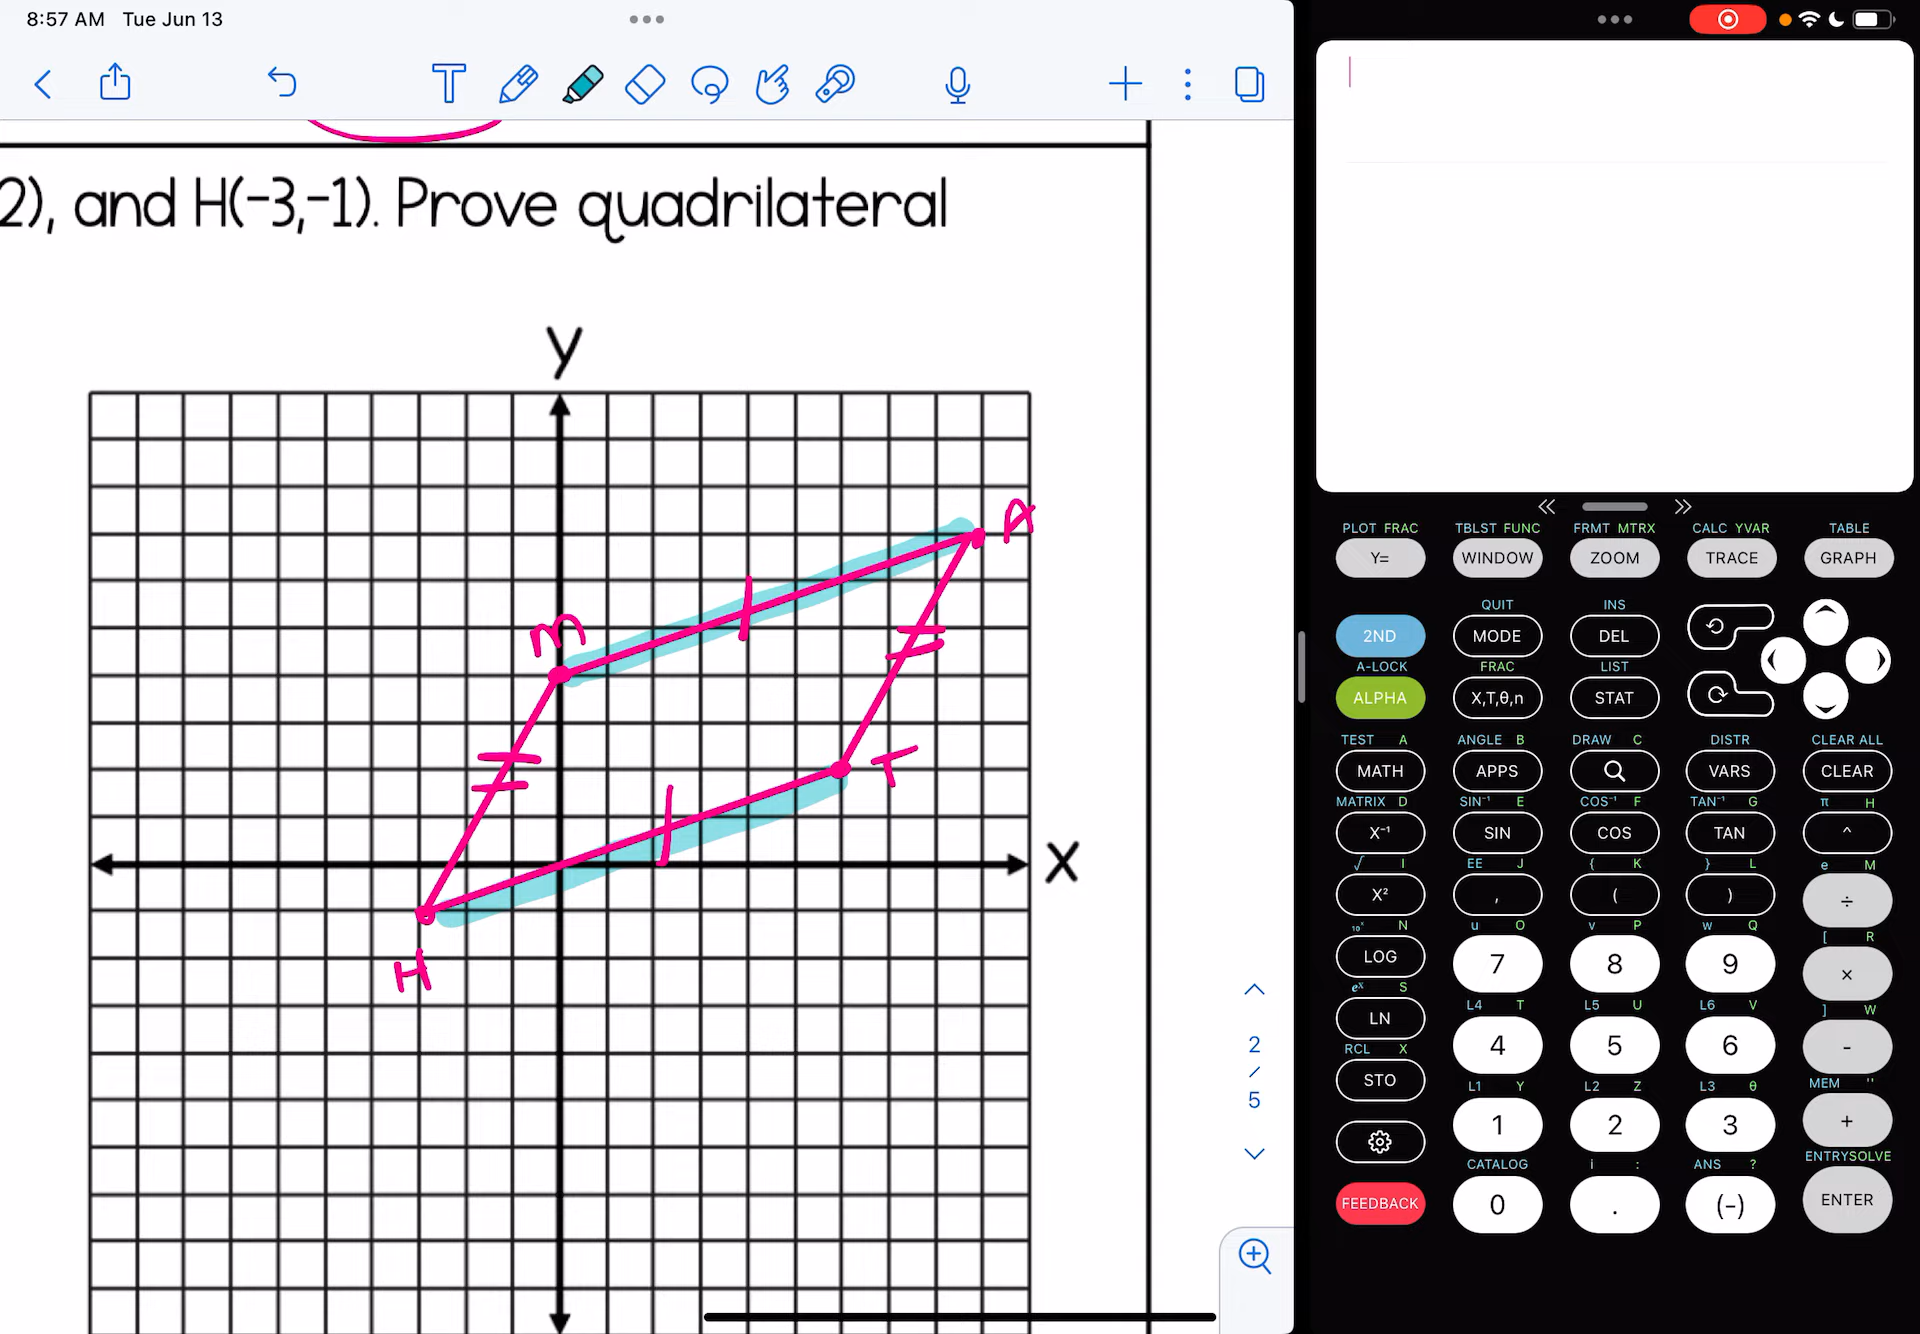 8:57 AM Tue Jun 13
T
2), and H(-3,-1). Prove quadrilateral
y
A
M
T
x
H
2
/
5
PLOT FRAC TBLST FUNC FRMT MTRX CALC YVAR TABLE
Y= WINDOW ZOOM TRACE GRAPH
QUIT INS
2ND MODE DEL
A-LOCK FRAC LIST
ALPHA X,T,θ,n STAT
TEST A ANGLE B DRAW C DISTR CLEAR ALL
MATH APPS VARS CLEAR
MATRIX D SIN⁻¹ E COS⁻¹ F TAN⁻¹ G π H
X⁻¹ SIN COS TAN ^
√ I EE J { K } L e M
X² , ( ) ÷
10ˣ N u O v P w Q [ R
LOG 7 8 9 ×
eˣ S L4 T L5 U L6 V ] W
LN 4 5 6 -
RCL X L1 Y L2 Z L3 θ MEM "
STO 1 2 3 +
CATALOG i : ANS ? ENTRY SOLVE
FEEDBACK 0 . (-) ENTER